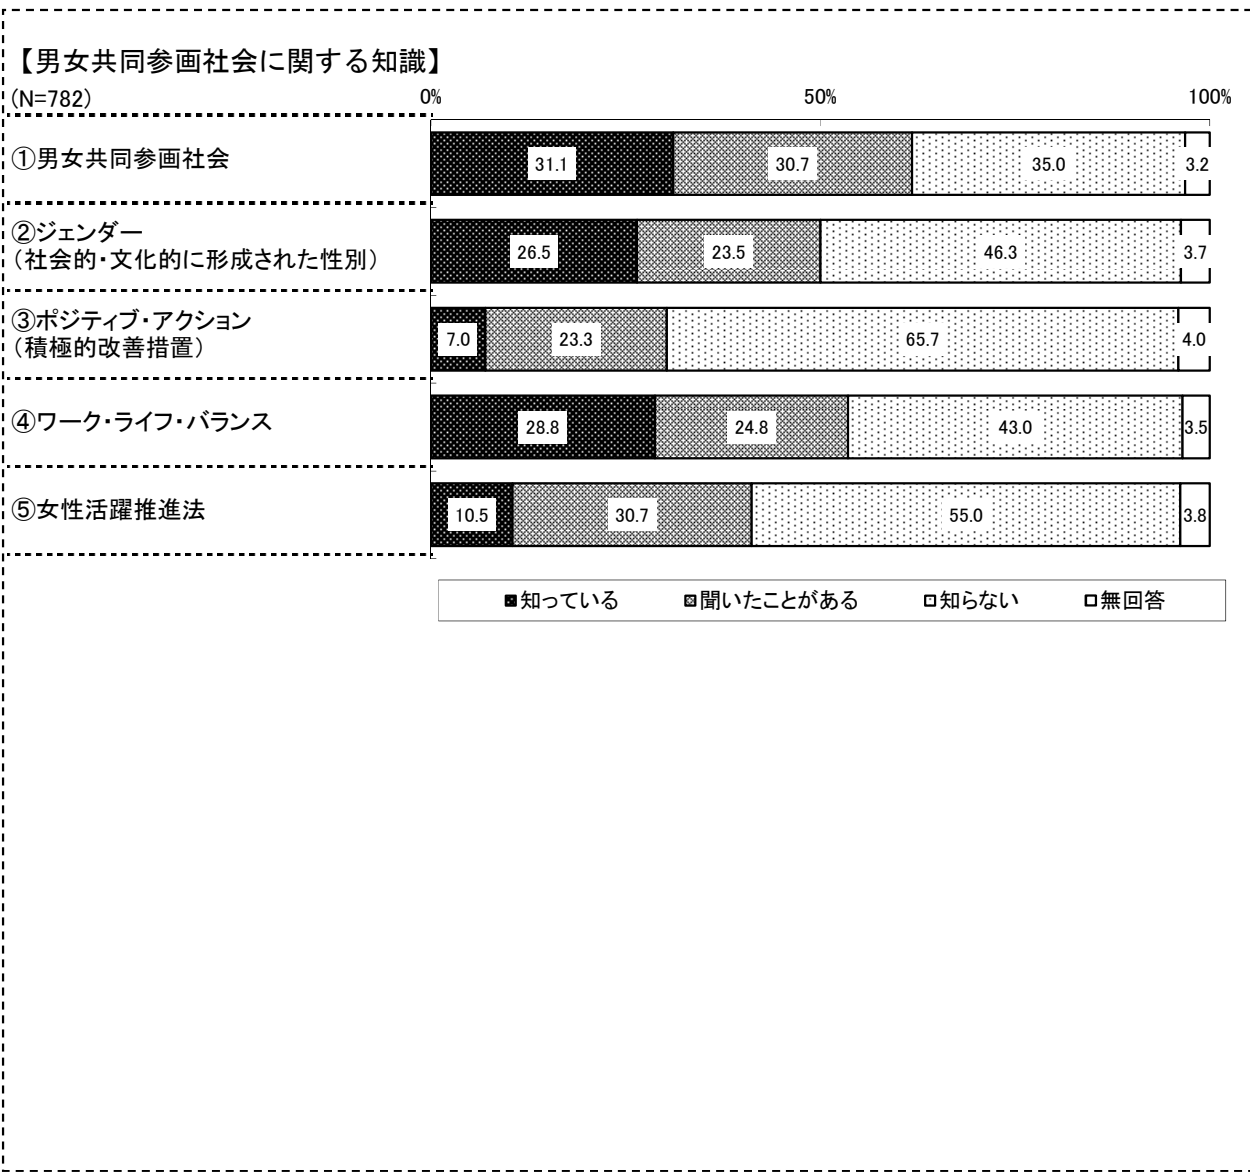 【男女共同参画社会に関する知識】
(N=782)
0% 50% 100%
①男女共同参画社会
31.1 30.7 35.0 3.2
②ジェンダー
（社会的・文化的に形成された性別）
26.5 23.5 46.3 3.7
③ポジティブ・アクション
（積極的改善措置）
7.0 23.3 65.7 4.0
④ワーク・ライフ・バランス
28.8 24.8 43.0 3.5
⑤女性活躍推進法
10.5 30.7 55.0 3.8
知っている 聞いたことがある 知らない 無回答